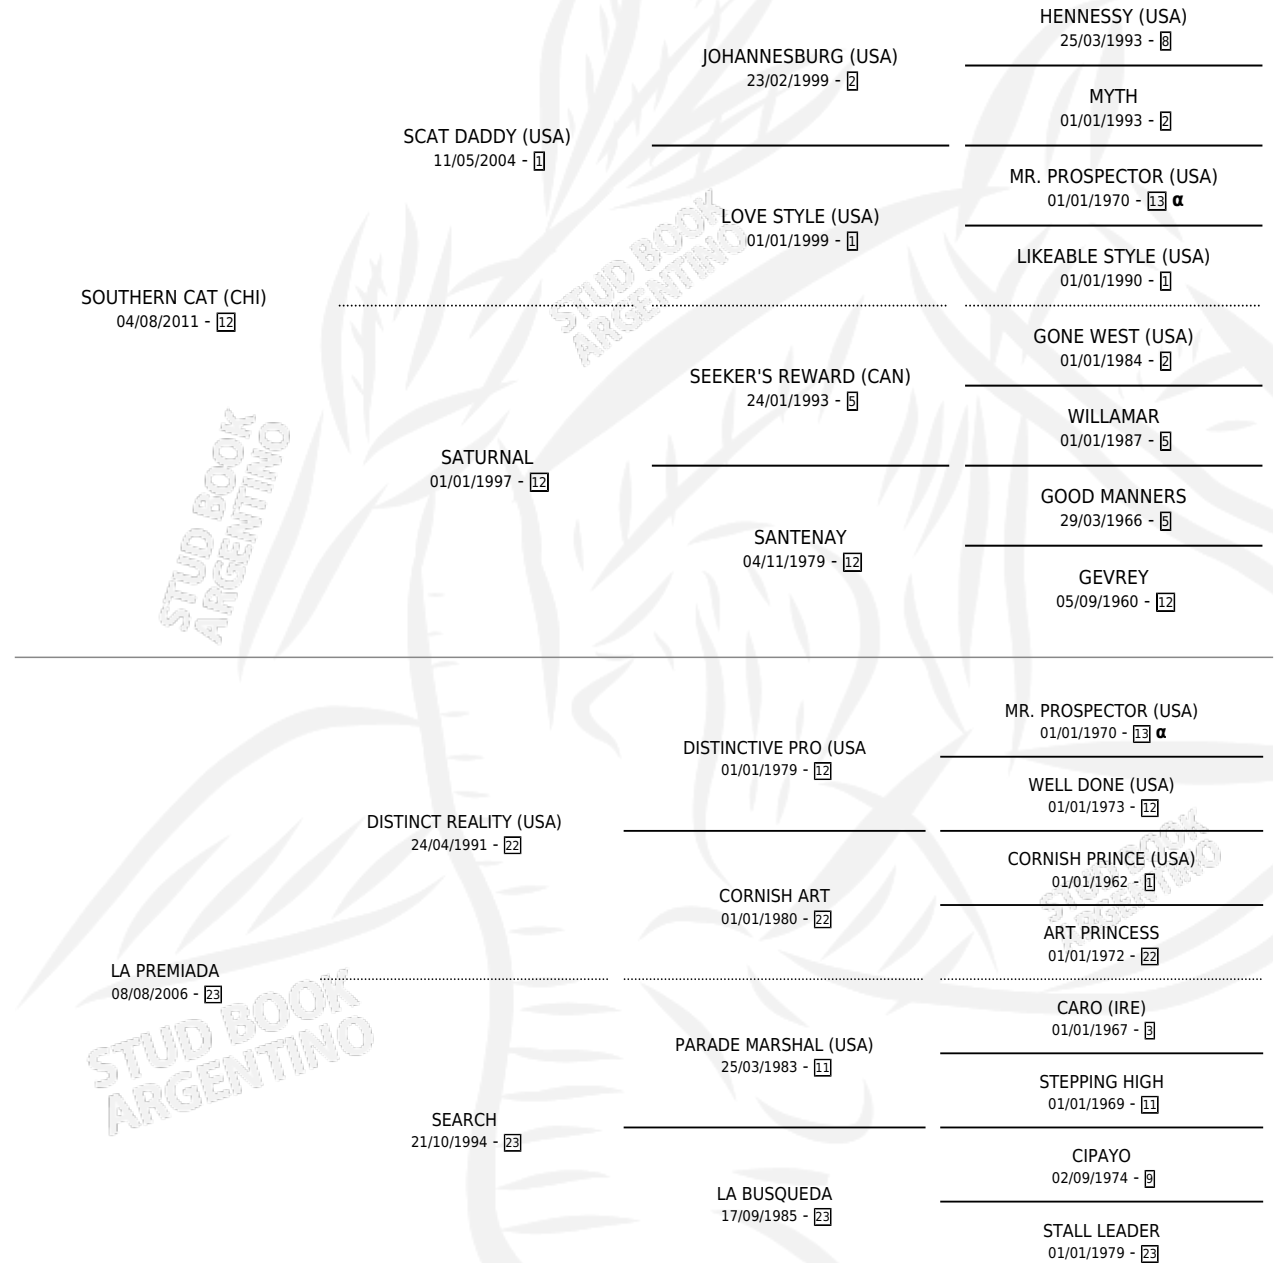 HENNESSY (USA)
25/03/1993 - 8
JOHANNESBURG (USA)
23/02/1999 - 2
MYTH
01/01/1993 - 2
SCAT DADDY (USA)
11/05/2004 - 1
MR. PROSPECTOR (USA)
01/01/1970 - 13 α
LOVE STYLE (USA)
01/01/1999 - 1
LIKEABLE STYLE (USA)
01/01/1990 - 1
SOUTHERN CAT (CHI)
04/08/2011 - 12
GONE WEST (USA)
01/01/1984 - 2
SEEKER'S REWARD (CAN)
24/01/1993 - 5
WILLAMAR
01/01/1987 - 5
SATURNAL
01/01/1997 - 12
GOOD MANNERS
29/03/1966 - 5
SANTENAY
04/11/1979 - 12
GEVREY
05/09/1960 - 12
MR. PROSPECTOR (USA)
01/01/1970 - 13 α
DISTINCTIVE PRO (USA
01/01/1979 - 12
WELL DONE (USA)
01/01/1973 - 12
DISTINCT REALITY (USA)
24/04/1991 - 22
CORNISH PRINCE (USA)
01/01/1962 - 1
CORNISH ART
01/01/1980 - 22
ART PRINCESS
01/01/1972 - 22
LA PREMIADA
08/08/2006 - 23
CARO (IRE)
01/01/1967 - 3
PARADE MARSHAL (USA)
25/03/1983 - 11
STEPPING HIGH
01/01/1969 - 11
SEARCH
21/10/1994 - 23
CIPAYO
02/09/1974 - 9
LA BUSQUEDA
17/09/1985 - 23
STALL LEADER
01/01/1979 - 23
STUD BOOK
ARGENTINO
STUD BOOK
ARGENTINO
STUD BOOK
ARGENTINO
STUD BOOK
ARGENTINO